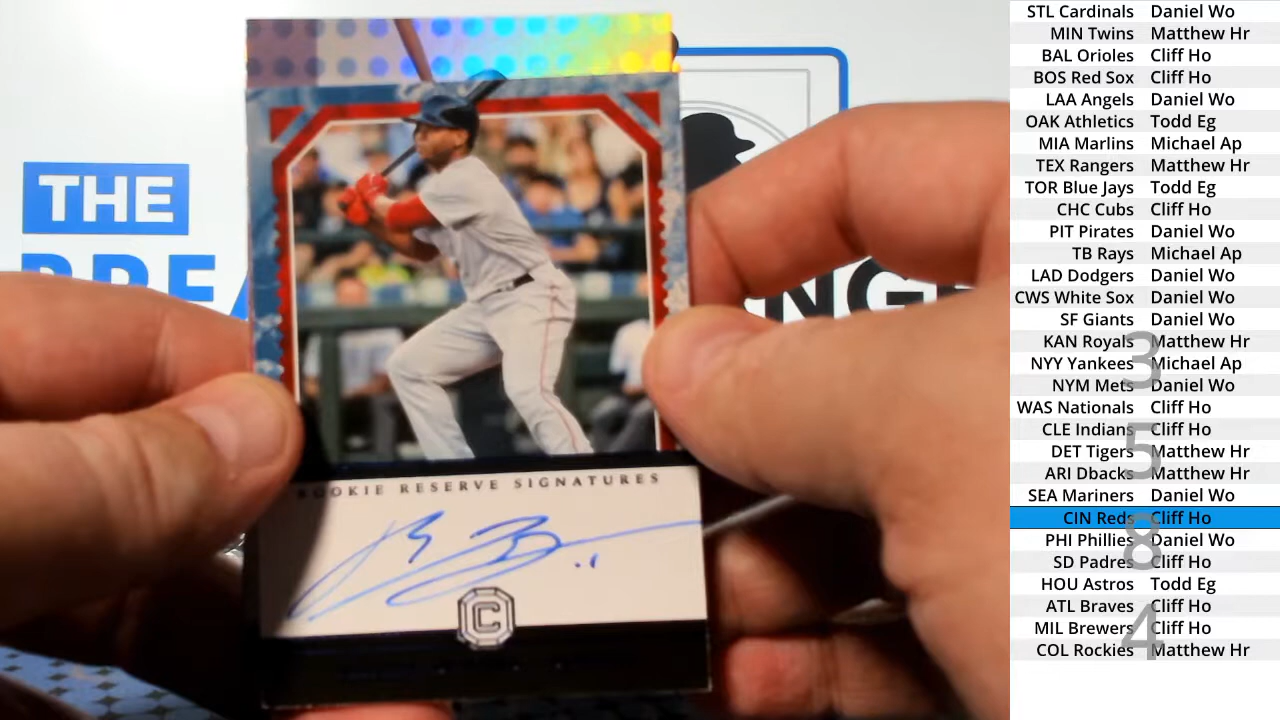 THE
ROOKIE RESERVE SIGNATURES
C
STL Cardinals Daniel Wo
MIN Twins Matthew Hr
BAL Orioles Cliff Ho
BOS Red Sox Cliff Ho
LAA Angels Daniel Wo
OAK Athletics Todd Eg
MIA Marlins Michael Ap
TEX Rangers Matthew Hr
TOR Blue Jays Todd Eg
CHC Cubs Cliff Ho
PIT Pirates Daniel Wo
TB Rays Michael Ap
LAD Dodgers Daniel Wo
CWS White Sox Daniel Wo
SF Giants Daniel Wo
KAN Royals Matthew Hr
NYY Yankees Michael Ap
NYM Mets Daniel Wo
WAS Nationals Cliff Ho
CLE Indians Cliff Ho
DET Tigers Matthew Hr
ARI Dbacks Matthew Hr
SEA Mariners Daniel Wo
CIN Reds Cliff Ho
PHI Phillies Daniel Wo
SD Padres Cliff Ho
HOU Astros Todd Eg
ATL Braves Cliff Ho
MIL Brewers Cliff Ho
COL Rockies Matthew Hr
3
5
8
4